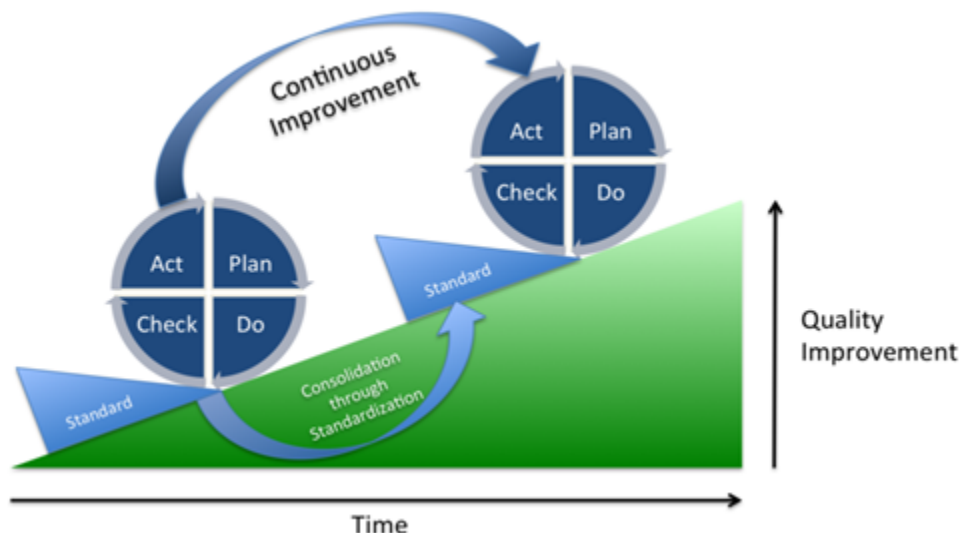 Continuous
Improvement
Act
Plan
Check
Do
Act
Plan
Check
Do
Standard
Standard
Consolidation
through
Standardization
Quality
Improvement
Time